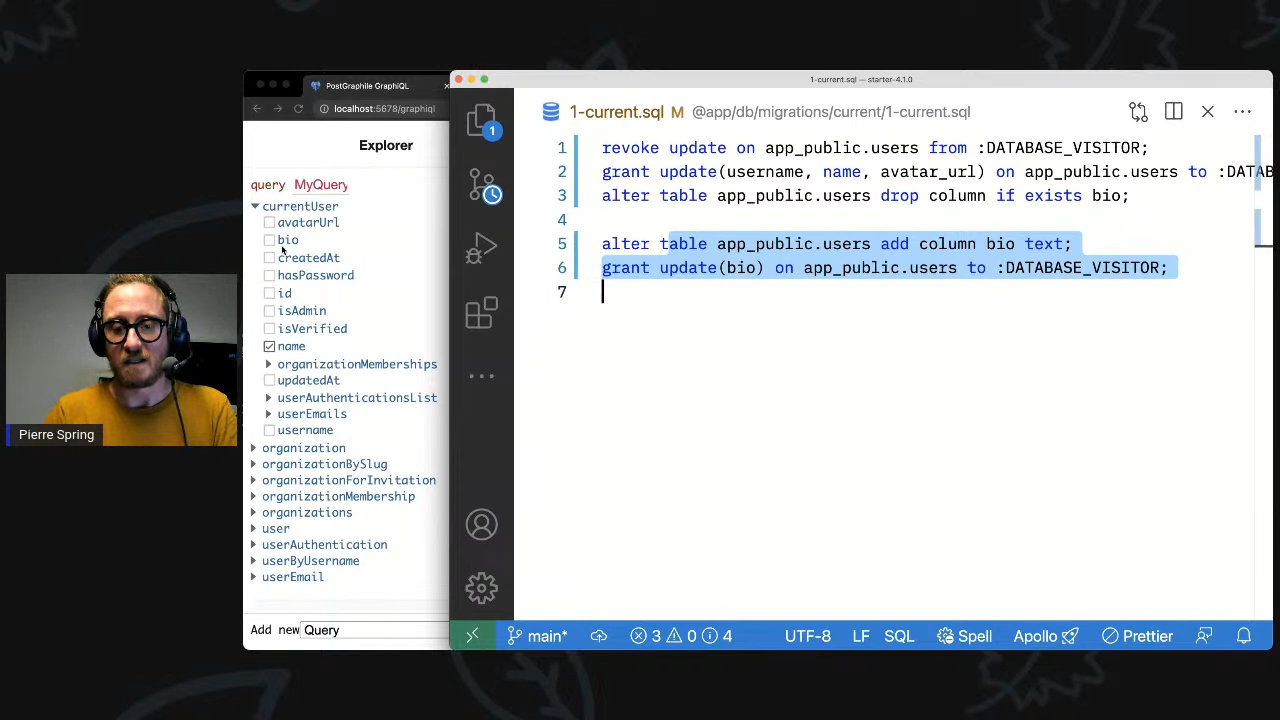 PostGraphile GraphiQL
localhost:5678/graphiql
Explorer
query MyQuery
currentUser
avatarUrl
bio
createdAt
hasPassword
id
isAdmin
isVerified
name
organizationMemberships
updatedAt
userAuthenticationsList
userEmails
username
organization
organizationBySlug
organizationForInvitation
organizationMembership
organizations
user
userAuthentication
userByUsername
userEmail
Add new Query
Pierre Spring
1-current.sql — starter-4.1.0
1-current.sql M @app/db/migrations/current/1-current.sql
1
1 revoke update on app_public.users from :DATABASE_VISITOR;
2 grant update(username, name, avatar_url) on app_public.users to :DATAB
3 alter table app_public.users drop column if exists bio;
4
5 alter table app_public.users add column bio text;
6 grant update(bio) on app_public.users to :DATABASE_VISITOR;
7
main* 3 0 4 UTF-8 LF SQL Spell Apollo Prettier